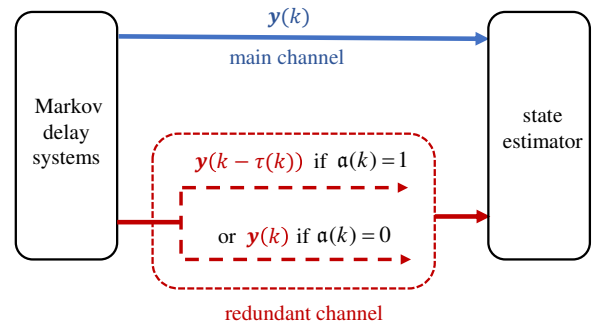 y(k)
main channel
Markov
delay
systems
state
estimator
y(k − τ(k)) if 𝔞(k) = 1
or y(k) if 𝔞(k) = 0
redundant channel